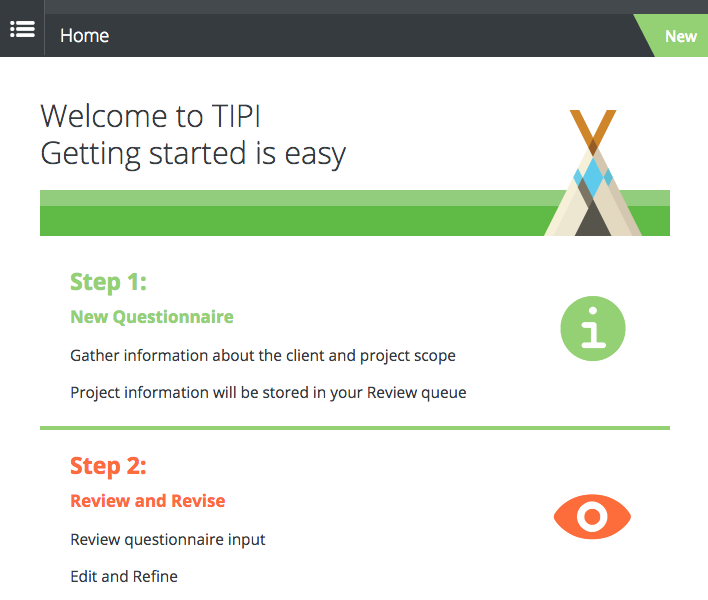 Home
New
Welcome to TIPI
Getting started is easy
Step 1:
New Questionnaire
Gather information about the client and project scope
Project information will be stored in your Review queue
Step 2:
Review and Revise
Review questionnaire input
Edit and Refine